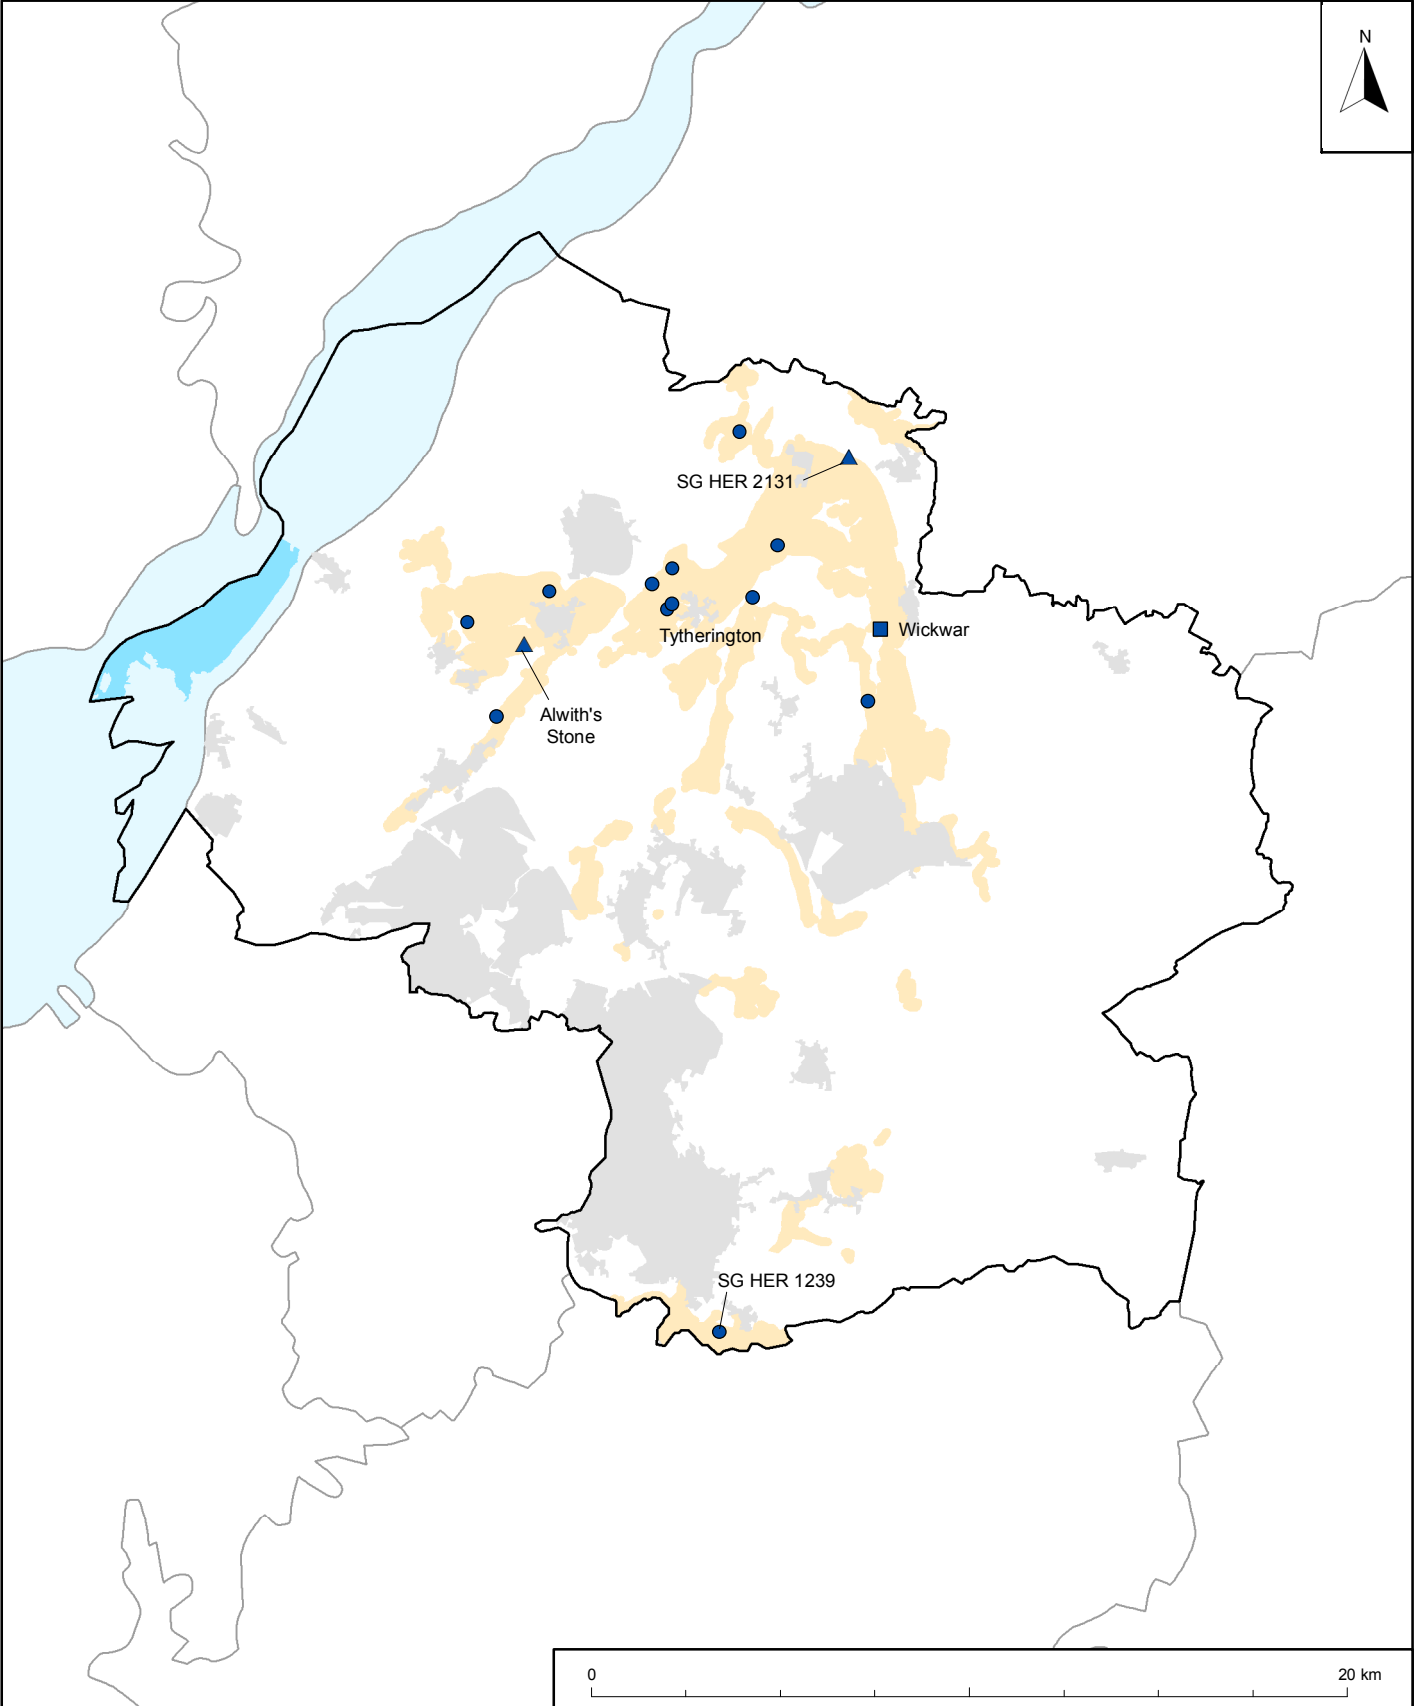 N
SG HER 2131
Tytherington
Wickwar
Alwith's
Stone
SG HER 1239
0
20 km